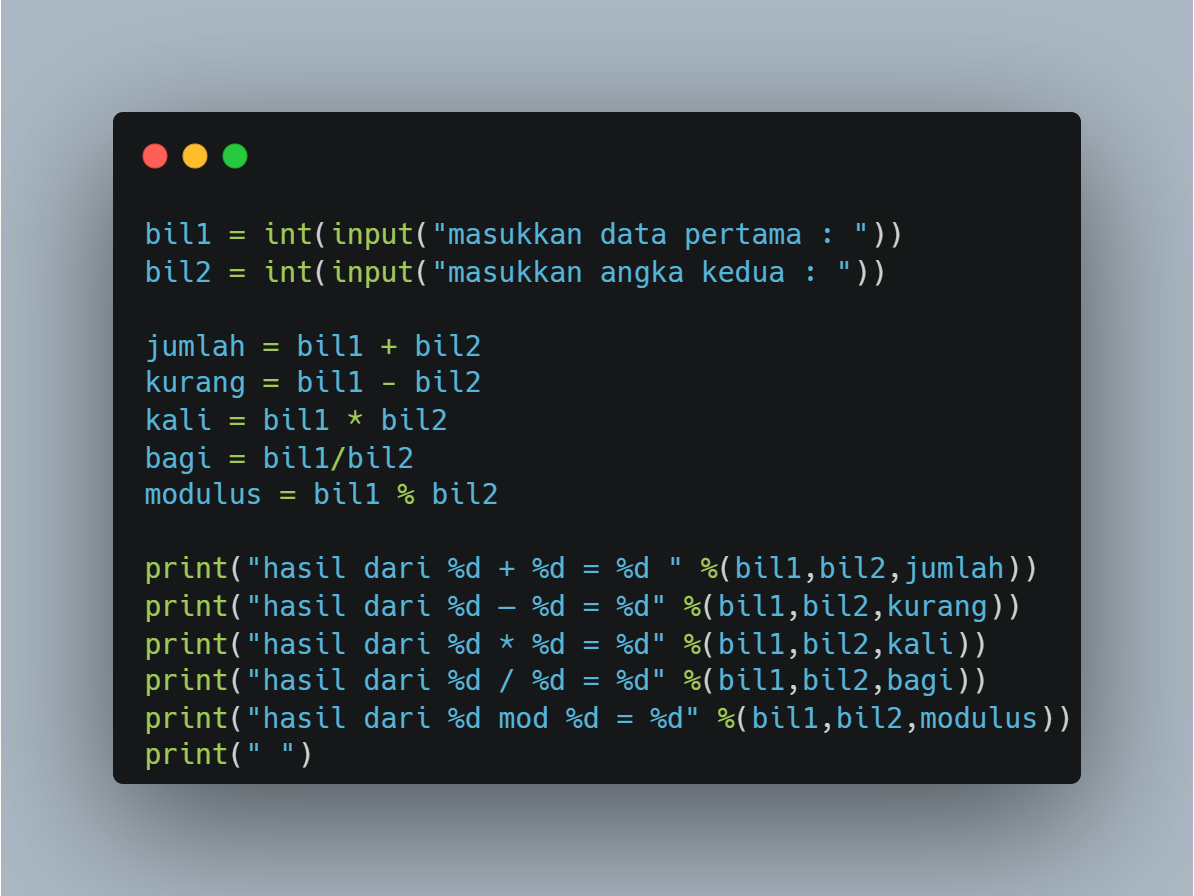 bil1 = int(input("masukkan data pertama : "))
bil2 = int(input("masukkan angka kedua : "))
jumlah = bil1 + bil2
kurang = bil1 - bil2
kali = bil1 * bil2
bagi = bil1/bil2
modulus = bil1 % bil2
print("hasil dari %d + %d = %d " %(bil1,bil2,jumlah))
print("hasil dari %d – %d = %d" %(bil1,bil2,kurang))
print("hasil dari %d * %d = %d" %(bil1,bil2,kali))
print("hasil dari %d / %d = %d" %(bil1,bil2,bagi))
print("hasil dari %d mod %d = %d" %(bil1,bil2,modulus))
print(" ")